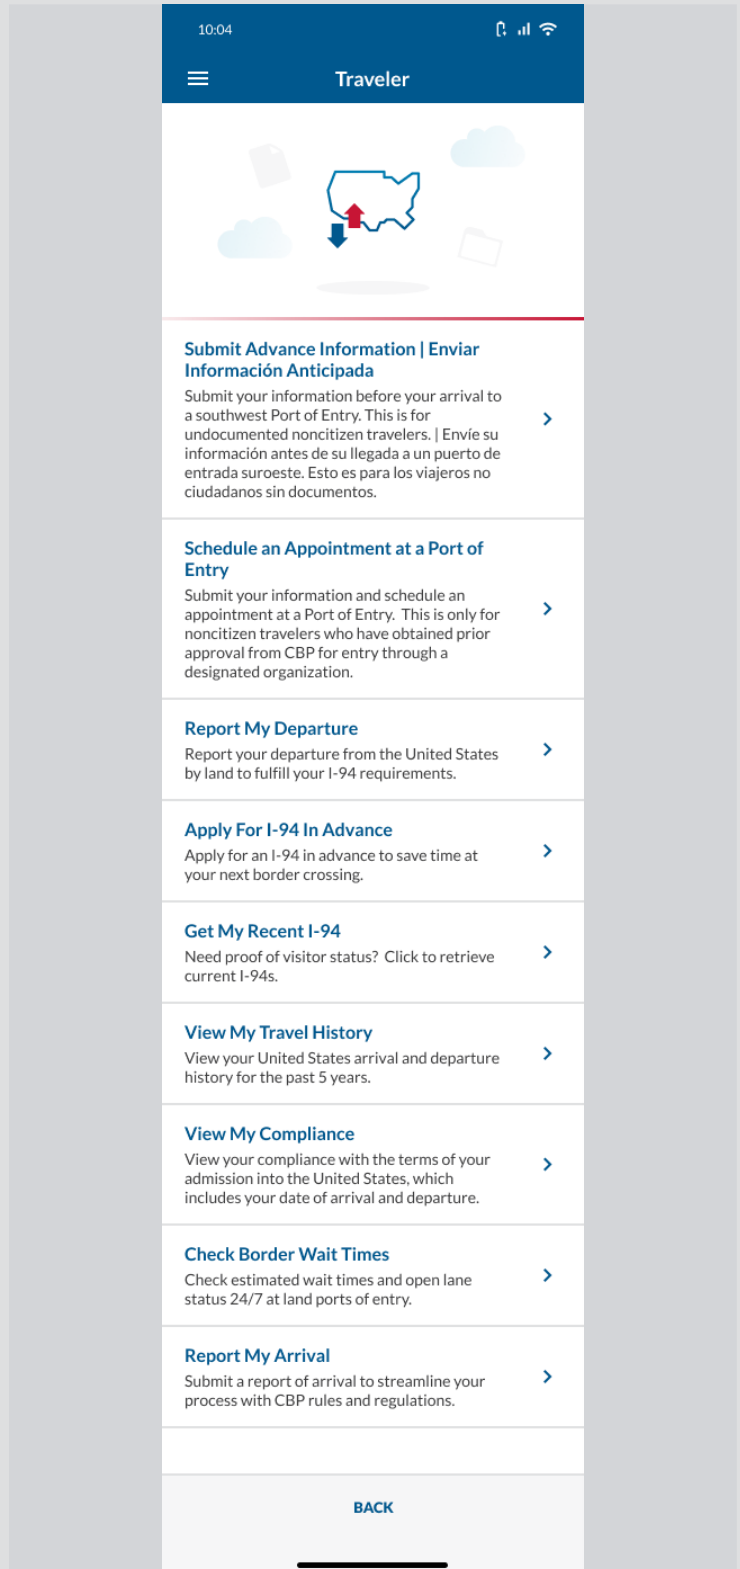 10:04
Traveler
Submit Advance Information | Enviar
Información Anticipada
Submit your information before your arrival to
a southwest Port of Entry. This is for
undocumented noncitizen travelers. | Envíe su
información antes de su llegada a un puerto de
entrada suroeste. Esto es para los viajeros no
ciudadanos sin documentos.
Schedule an Appointment at a Port of
Entry
Submit your information and schedule an
appointment at a Port of Entry.  This is only for
noncitizen travelers who have obtained prior
approval from CBP for entry through a
designated organization.
Report My Departure
Report your departure from the United States
by land to fulfill your I-94 requirements.
Apply For I-94 In Advance
Apply for an I-94 in advance to save time at
your next border crossing.
Get My Recent I-94
Need proof of visitor status?  Click to retrieve
current I-94s.
View My Travel History
View your United States arrival and departure
history for the past 5 years.
View My Compliance
View your compliance with the terms of your
admission into the United States, which
includes your date of arrival and departure.
Check Border Wait Times
Check estimated wait times and open lane
status 24/7 at land ports of entry.
Report My Arrival
Submit a report of arrival to streamline your
process with CBP rules and regulations.
BACK